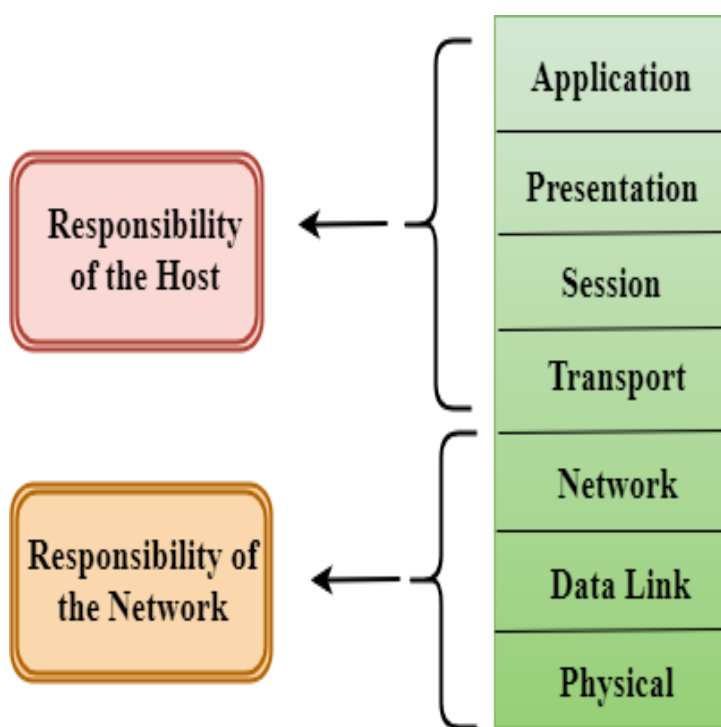 Responsibility
of the Host
Responsibility of
the Network
Application
Presentation
Session
Transport
Network
Data Link
Physical